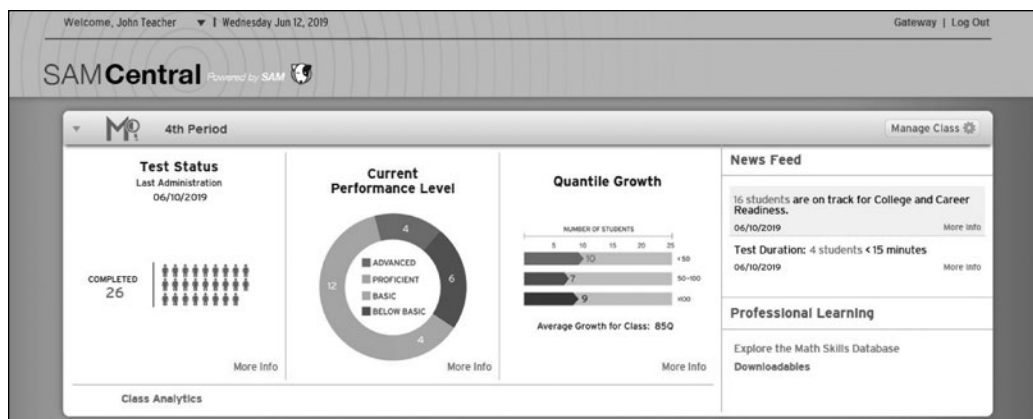 Welcome, John Teacher ▼ | Wednesday Jun 12, 2019
Gateway | Log Out
SAMCentral Powered by SAM
4th Period
Manage Class
Test Status
Last Administration
06/10/2019
COMPLETED
26
More Info
Current
Performance Level
4
6
4
12
ADVANCED
PROFICIENT
BASIC
BELOW BASIC
More Info
Quantile Growth
NUMBER OF STUDENTS
5 10 15 20 25
10 <50
7 50-100
9 >100
Average Growth for Class: 85Q
More Info
News Feed
16 students are on track for College and Career
Readiness.
06/10/2019 More Info
Test Duration: 4 students <15 minutes
06/10/2019 More Info
Professional Learning
Explore the Math Skills Database
Downloadables
Class Analytics